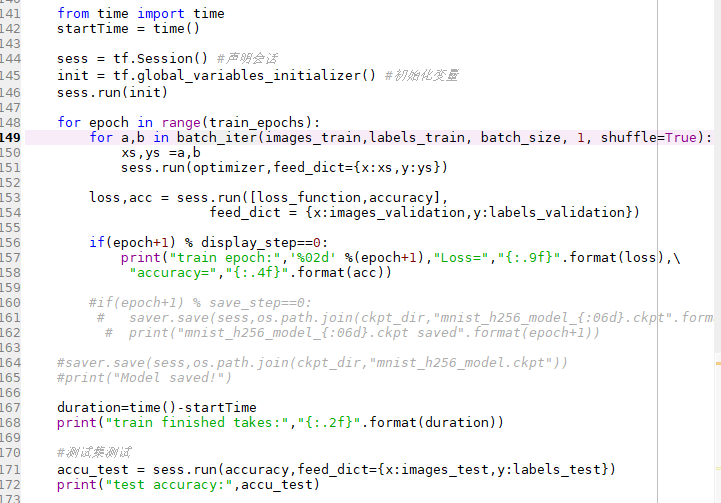 141 from time import time
142 startTime = time()
143
144 sess = tf.Session() #声明会话
145 init = tf.global_variables_initializer() #初始化变量
146 sess.run(init)
147
148 for epoch in range(train_epochs):
149 for a,b in batch_iter(images_train,labels_train, batch_size, 1, shuffle=True):
150 xs,ys =a,b
151 sess.run(optimizer,feed_dict={x:xs,y:ys})
152
153 loss,acc = sess.run([loss_function,accuracy],
154 feed_dict = {x:images_validation,y:labels_validation})
155
156 if(epoch+1) % display_step==0:
157 print("train epoch:",'%02d' %(epoch+1),"Loss=","{:.9f}".format(loss),\
158 "accuracy=","{:.4f}".format(acc))
159
160 #if(epoch+1) % save_step==0:
161 # saver.save(sess,os.path.join(ckpt_dir,"mnist_h256_model_{:06d}.ckpt".form
162 # print("mnist_h256_model_{:06d}.ckpt saved".format(epoch+1))
163
164 #saver.save(sess,os.path.join(ckpt_dir,"mnist_h256_model.ckpt"))
165 #print("Model saved!")
166
167 duration=time()-startTime
168 print("train finished takes:","{:.2f}".format(duration))
169
170 #测试集测试
171 accu_test = sess.run(accuracy,feed_dict={x:images_test,y:labels_test})
172 print("test accuracy:",accu_test)
173